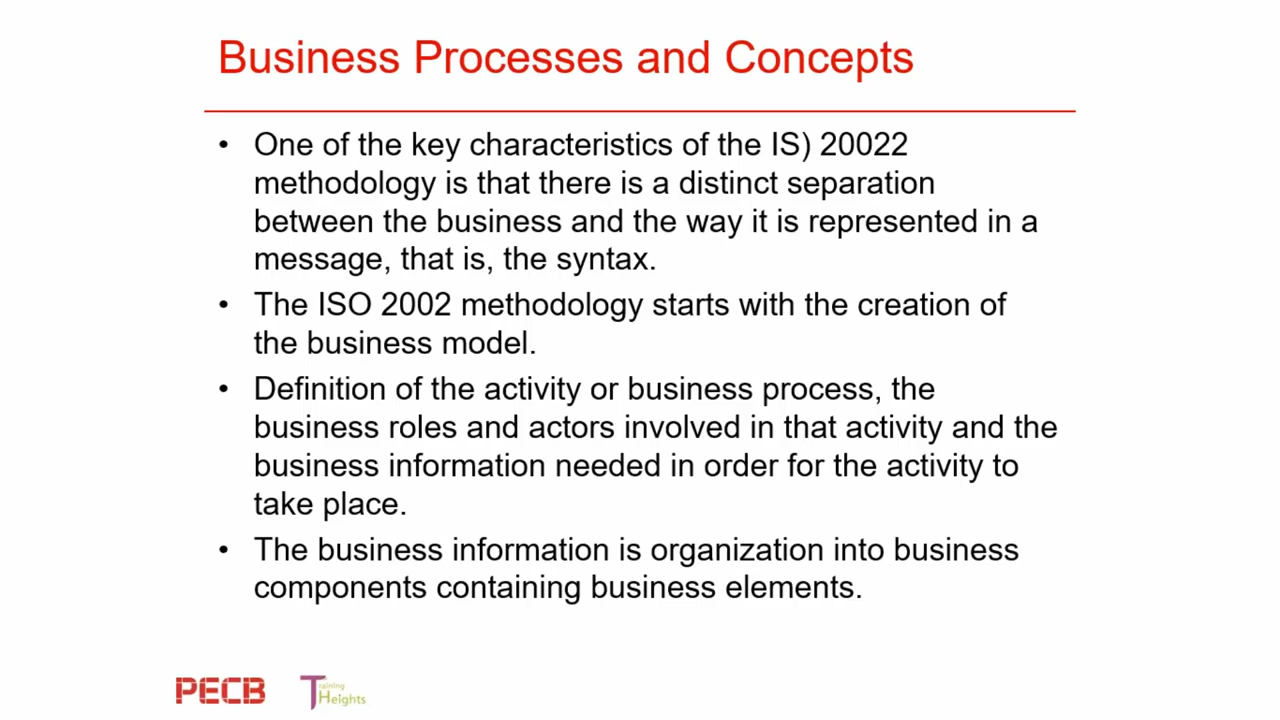 Business Processes and Concepts
• One of the key characteristics of the IS) 20022
methodology is that there is a distinct separation
between the business and the way it is represented in a
message, that is, the syntax.
• The ISO 2002 methodology starts with the creation of
the business model.
• Definition of the activity or business process, the
business roles and actors involved in that activity and the
business information needed in order for the activity to
take place.
• The business information is organization into business
components containing business elements.
PECB
Training
Heights